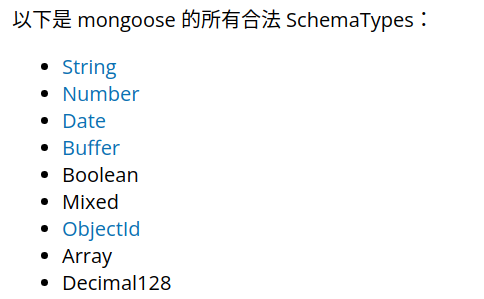 以下是 mongoose 的所有合法 SchemaTypes：
String
Number
Date
Buffer
Boolean
Mixed
ObjectId
Array
Decimal128